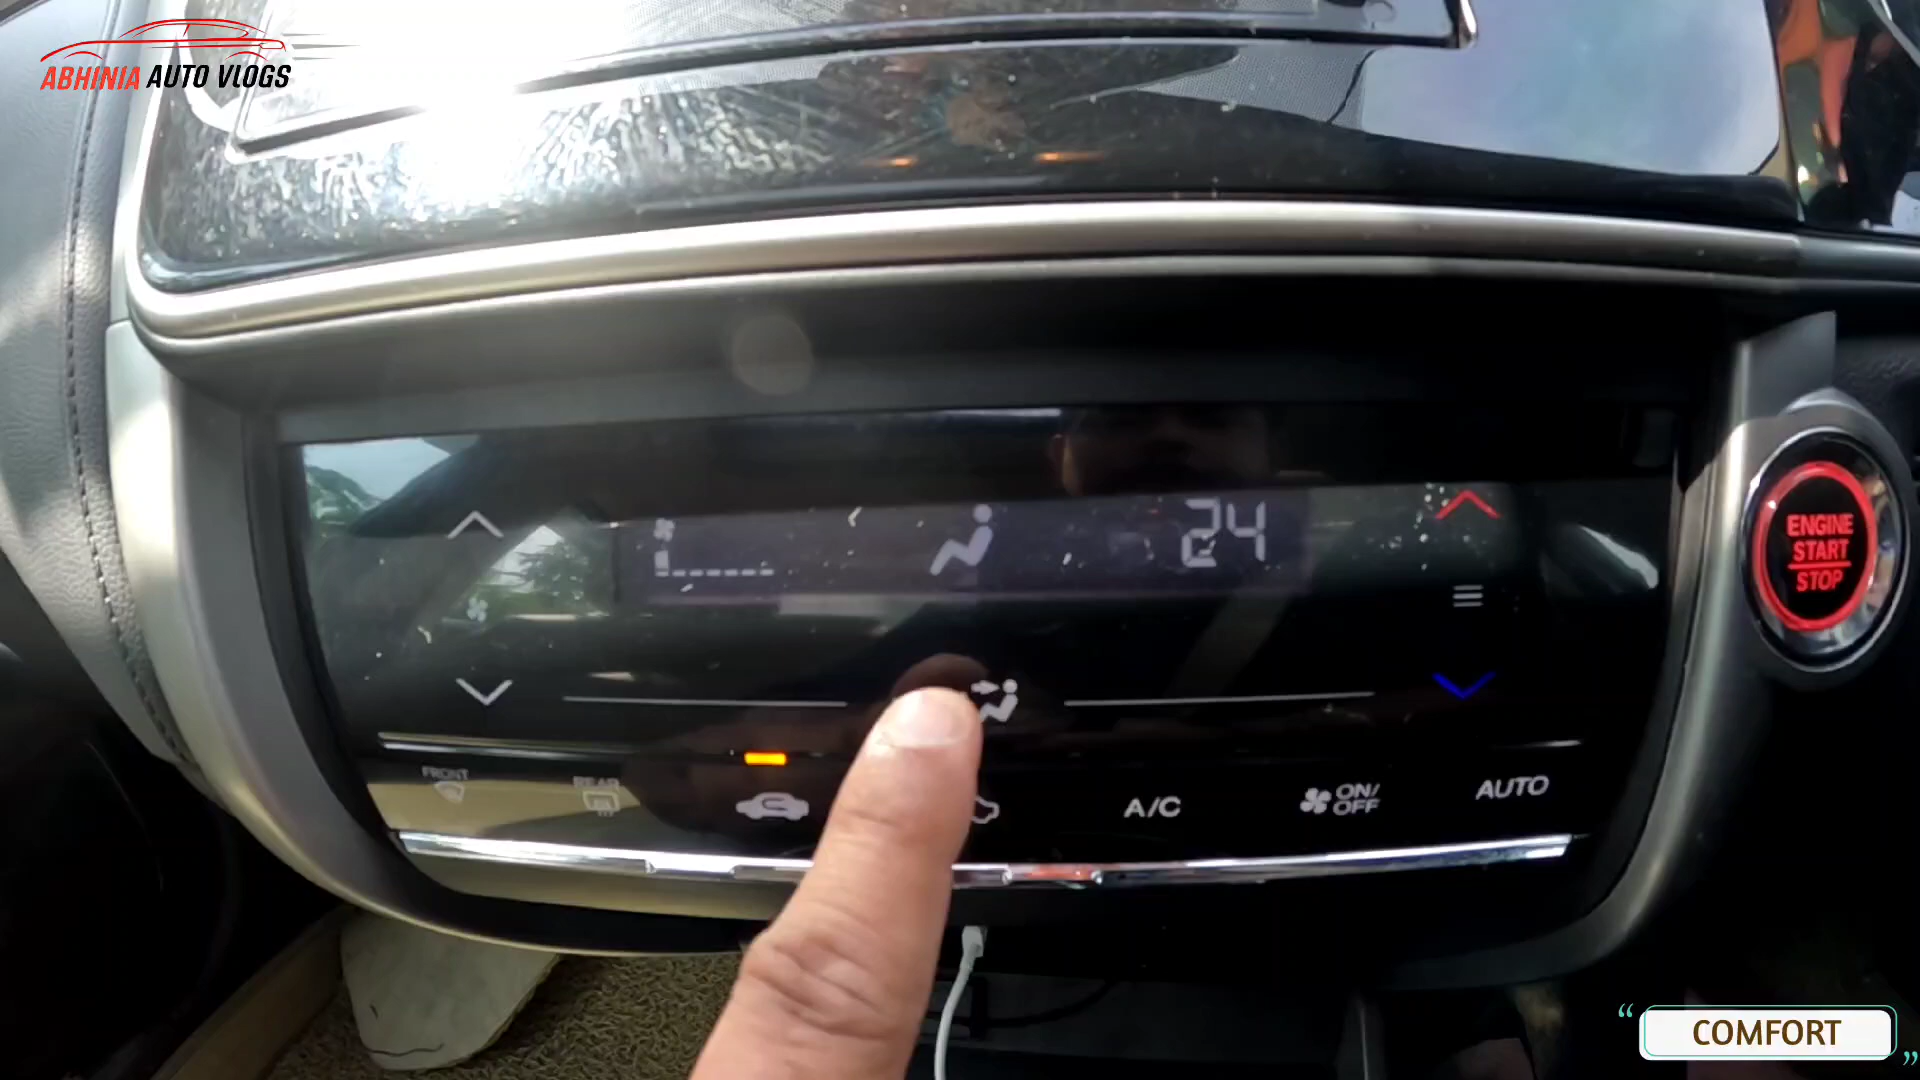 ABHINIA AUTO VLOGS
24
ENGINE
START
STOP
FRONT
REAR
A/C
ON/
OFF
AUTO
COMFORT